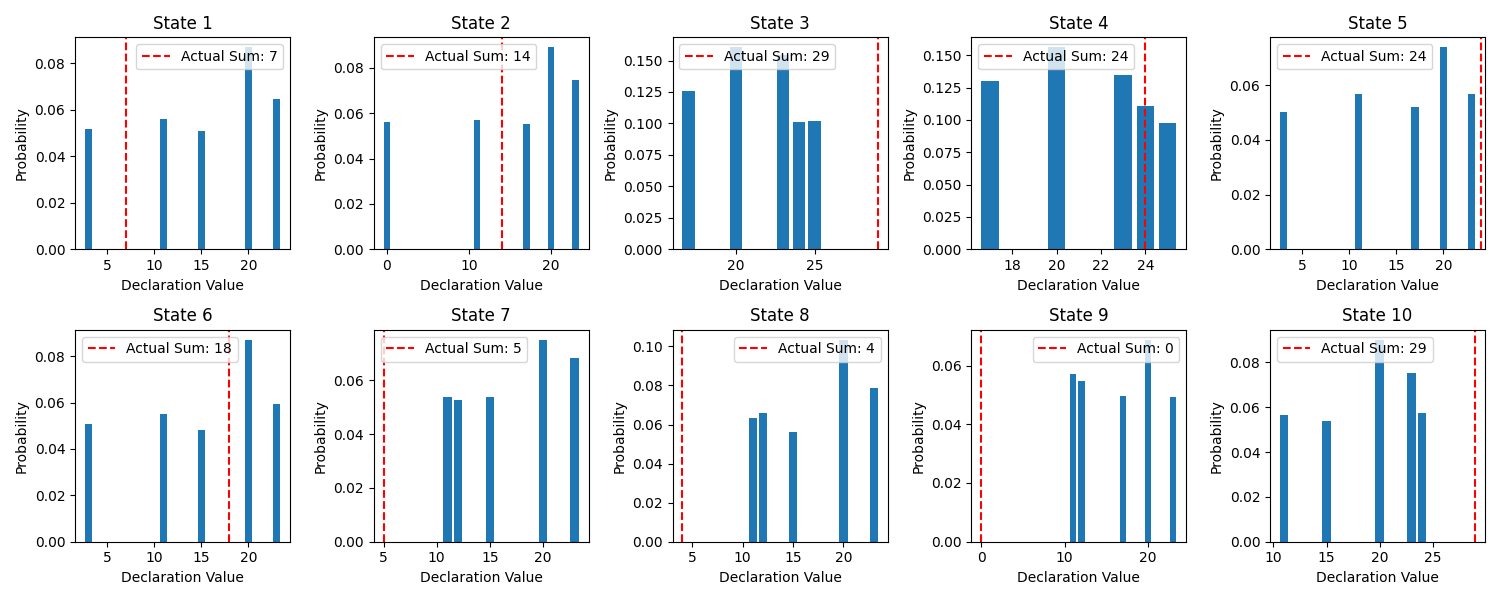 State 1
Probability
0.08
0.06
0.04
0.02
0.00
Actual Sum: 7
5 10 15 20
Declaration Value
State 2
Probability
0.08
0.06
0.04
0.02
0.00
Actual Sum: 14
0 10 20
Declaration Value
State 3
Probability
0.150
0.125
0.100
0.075
0.050
0.025
0.000
Actual Sum: 29
20 25
Declaration Value
State 4
Probability
0.150
0.125
0.100
0.075
0.050
0.025
0.000
Actual Sum: 24
18 20 22 24
Declaration Value
State 5
Probability
0.06
0.04
0.02
0.00
Actual Sum: 24
5 10 15 20
Declaration Value
State 6
Probability
0.08
0.06
0.04
0.02
0.00
Actual Sum: 18
5 10 15 20
Declaration Value
State 7
Probability
0.06
0.04
0.02
0.00
Actual Sum: 5
5 10 15 20
Declaration Value
State 8
Probability
0.10
0.08
0.06
0.04
0.02
0.00
Actual Sum: 4
5 10 15 20
Declaration Value
State 9
Probability
0.06
0.04
0.02
0.00
Actual Sum: 0
0 10 20
Declaration Value
State 10
Probability
0.08
0.06
0.04
0.02
0.00
Actual Sum: 29
10 15 20 25
Declaration Value